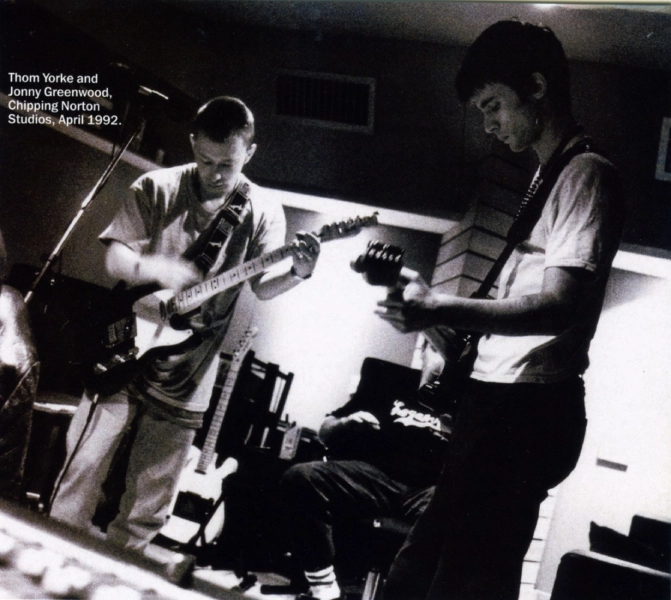 Thom Yorke and
Jonny Greenwood,
Chipping Norton
Studios, April 1992.